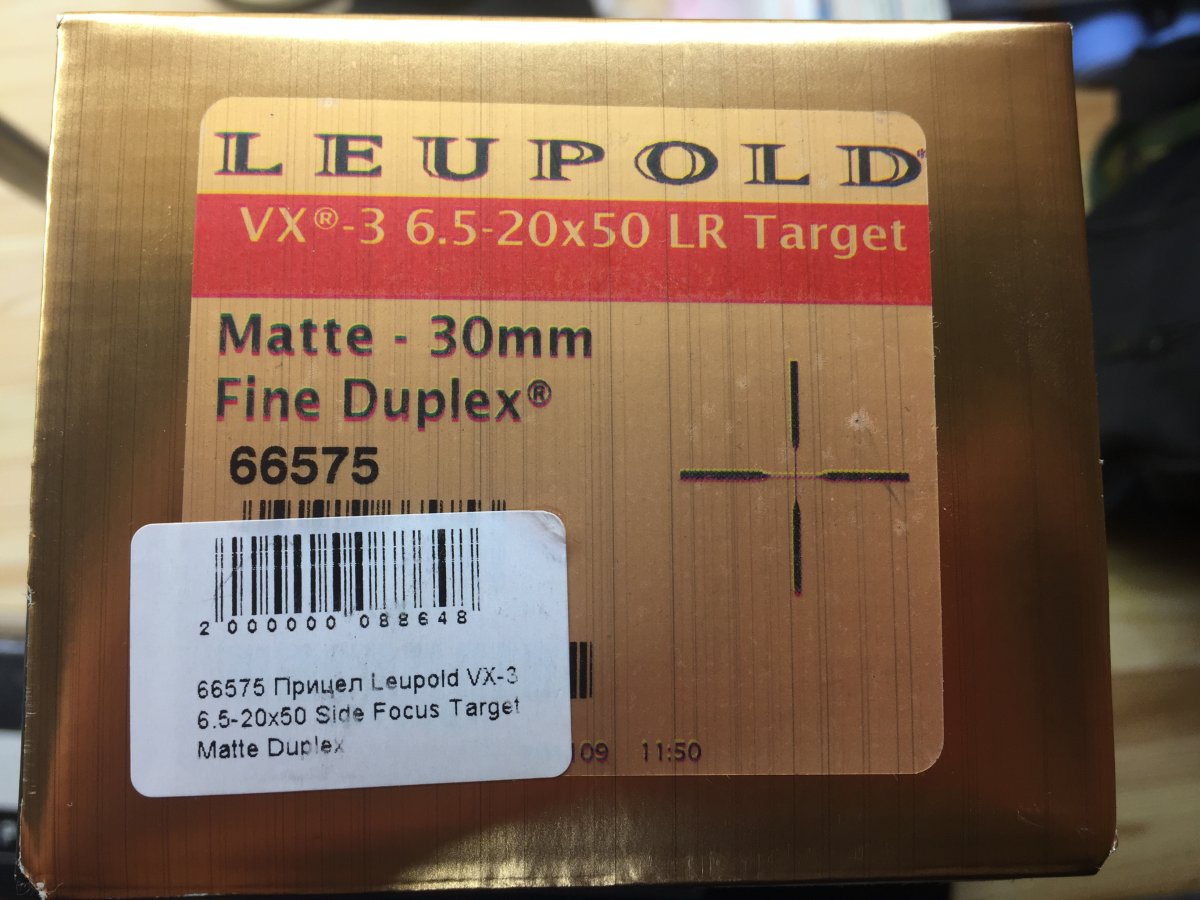 LEUPOLD®
VX®-3 6.5-20x50 LR Target
Matte - 30mm
Fine Duplex®
66575
2 000000 088648
66575 Прицел Leupold VX-3
6.5-20x50 Side Focus Target
Matte Duplex
109 11:50